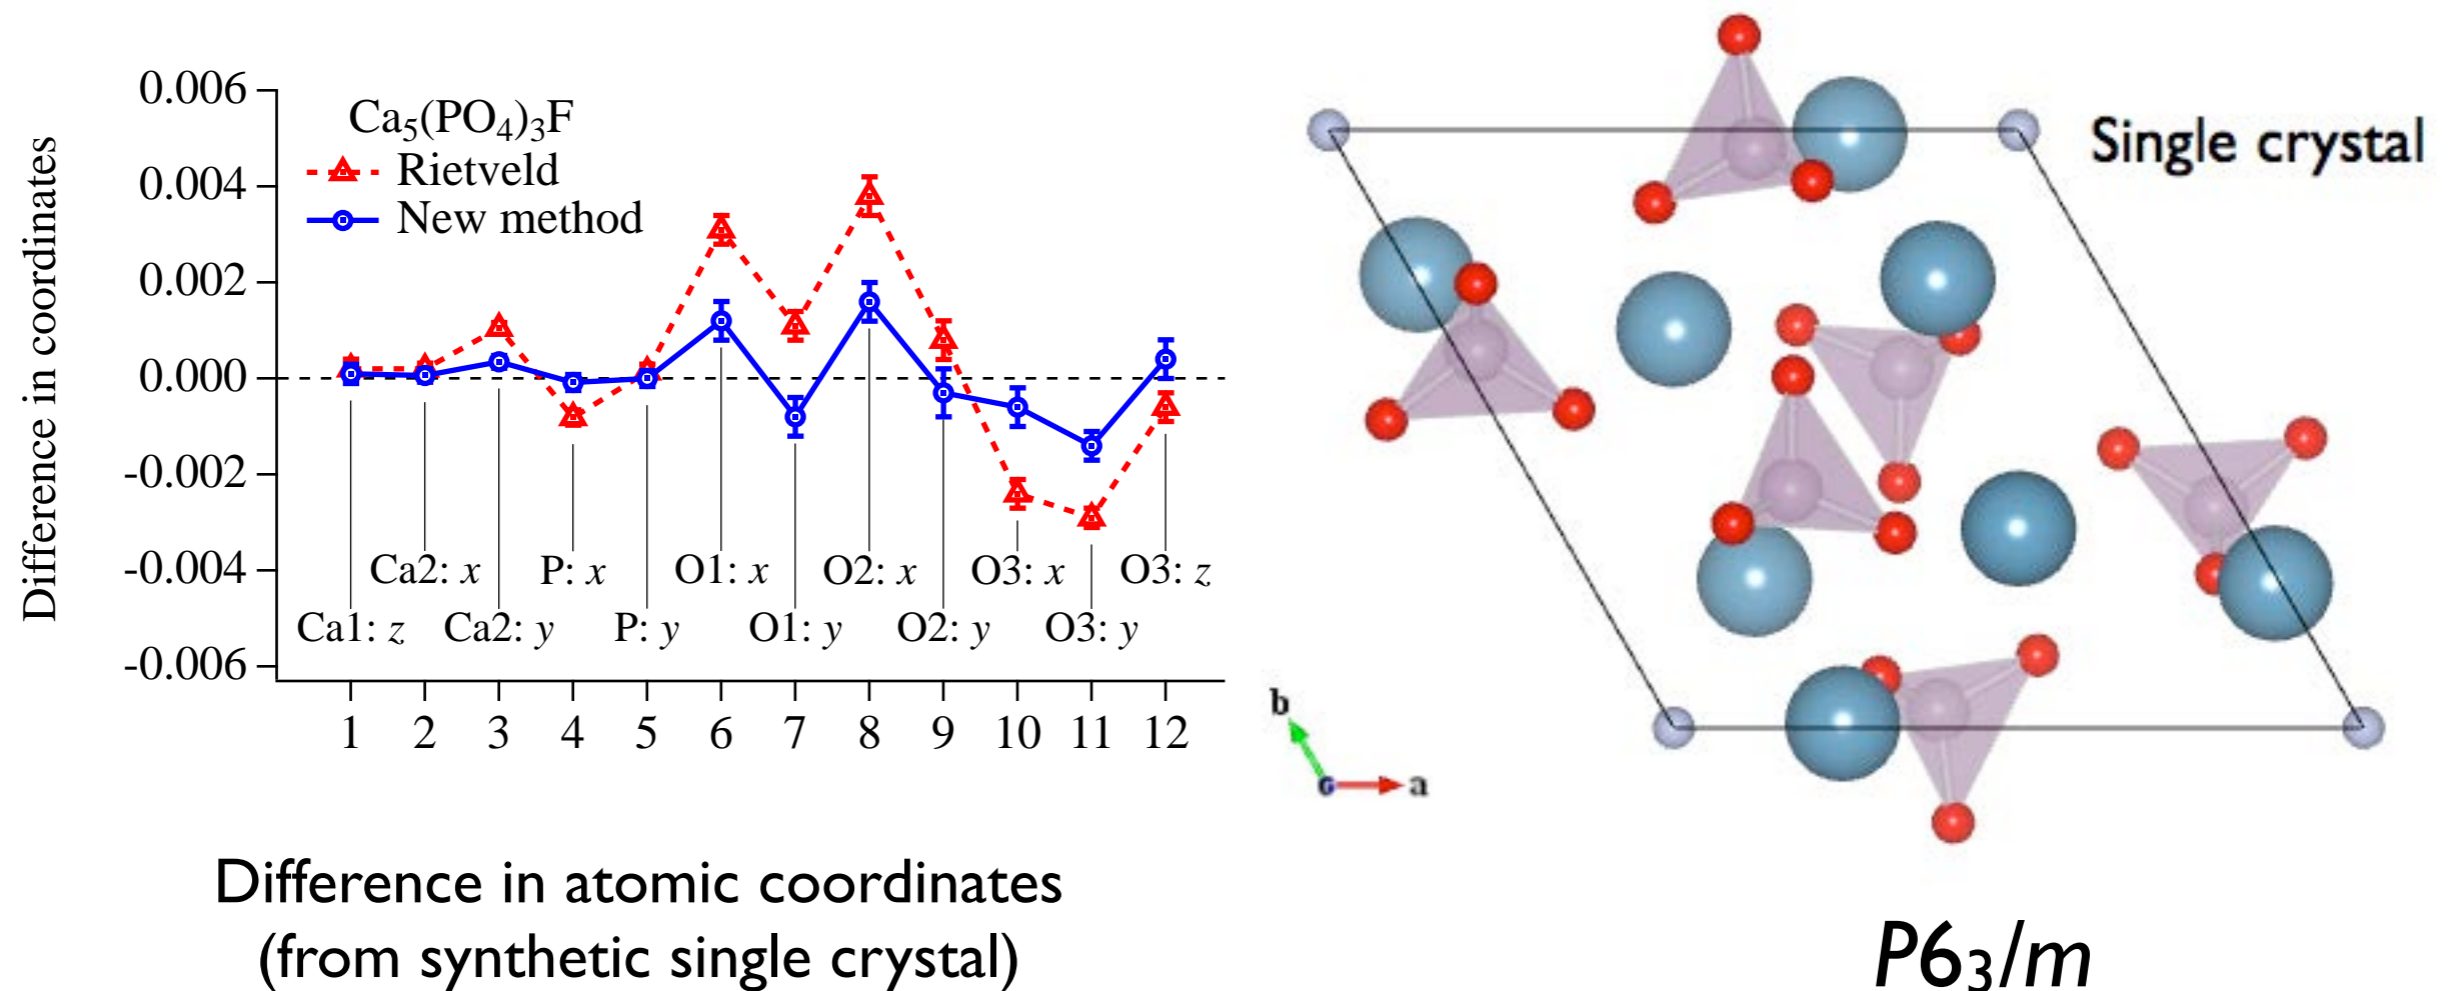 Difference in coordinates
0.006
0.004
0.002
0.000
-0.002
-0.004
-0.006
Ca5(PO4)3F
Rietveld
New method
Ca2: x
P: x
O1: x
O2: x
O3: x
O3: z
Ca1: z
Ca2: y
P: y
O1: y
O2: y
O3: y
1 2 3 4 5 6 7 8 9 10 11 12
Difference in atomic coordinates
(from synthetic single crystal)
Single crystal
b
c
a
P63/m